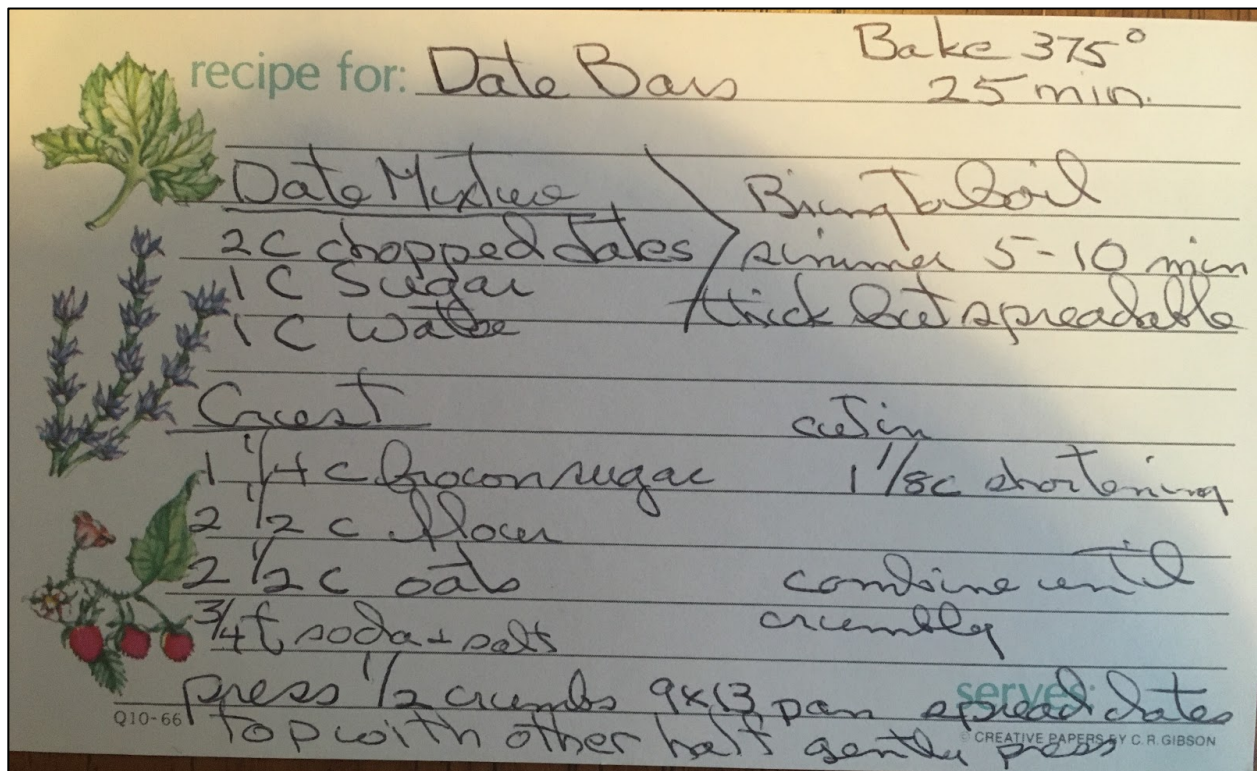 recipe for: Date Bars
Bake 375°
25 min.
Date Mixture
2C chopped dates
1 C Sugar
1 C Water
Bring to boil
simmer 5-10 min
thick but spreadable
Crust
1 1/4 c brown sugar
2 1/2 c flour
2 1/2 c oats
3/4 t soda + salt
cut in
1 1/8c shortening
combine until
crumbly
press 1/2 crumbs 9x13 pan spread dates
top with other half gently press
serves:
Q10-66
© CREATIVE PAPERS BY C.R. GIBSON